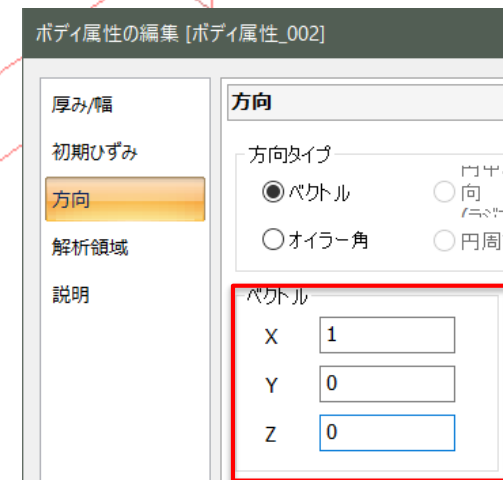 ボディ属性の編集 [ボディ属性_002]
厚み/幅
初期ひずみ
方向
解析領域
説明
方向
方向タイプ
ベクトル
向
オイラー角
円周
ベクトル
X 1
Y 0
Z 0